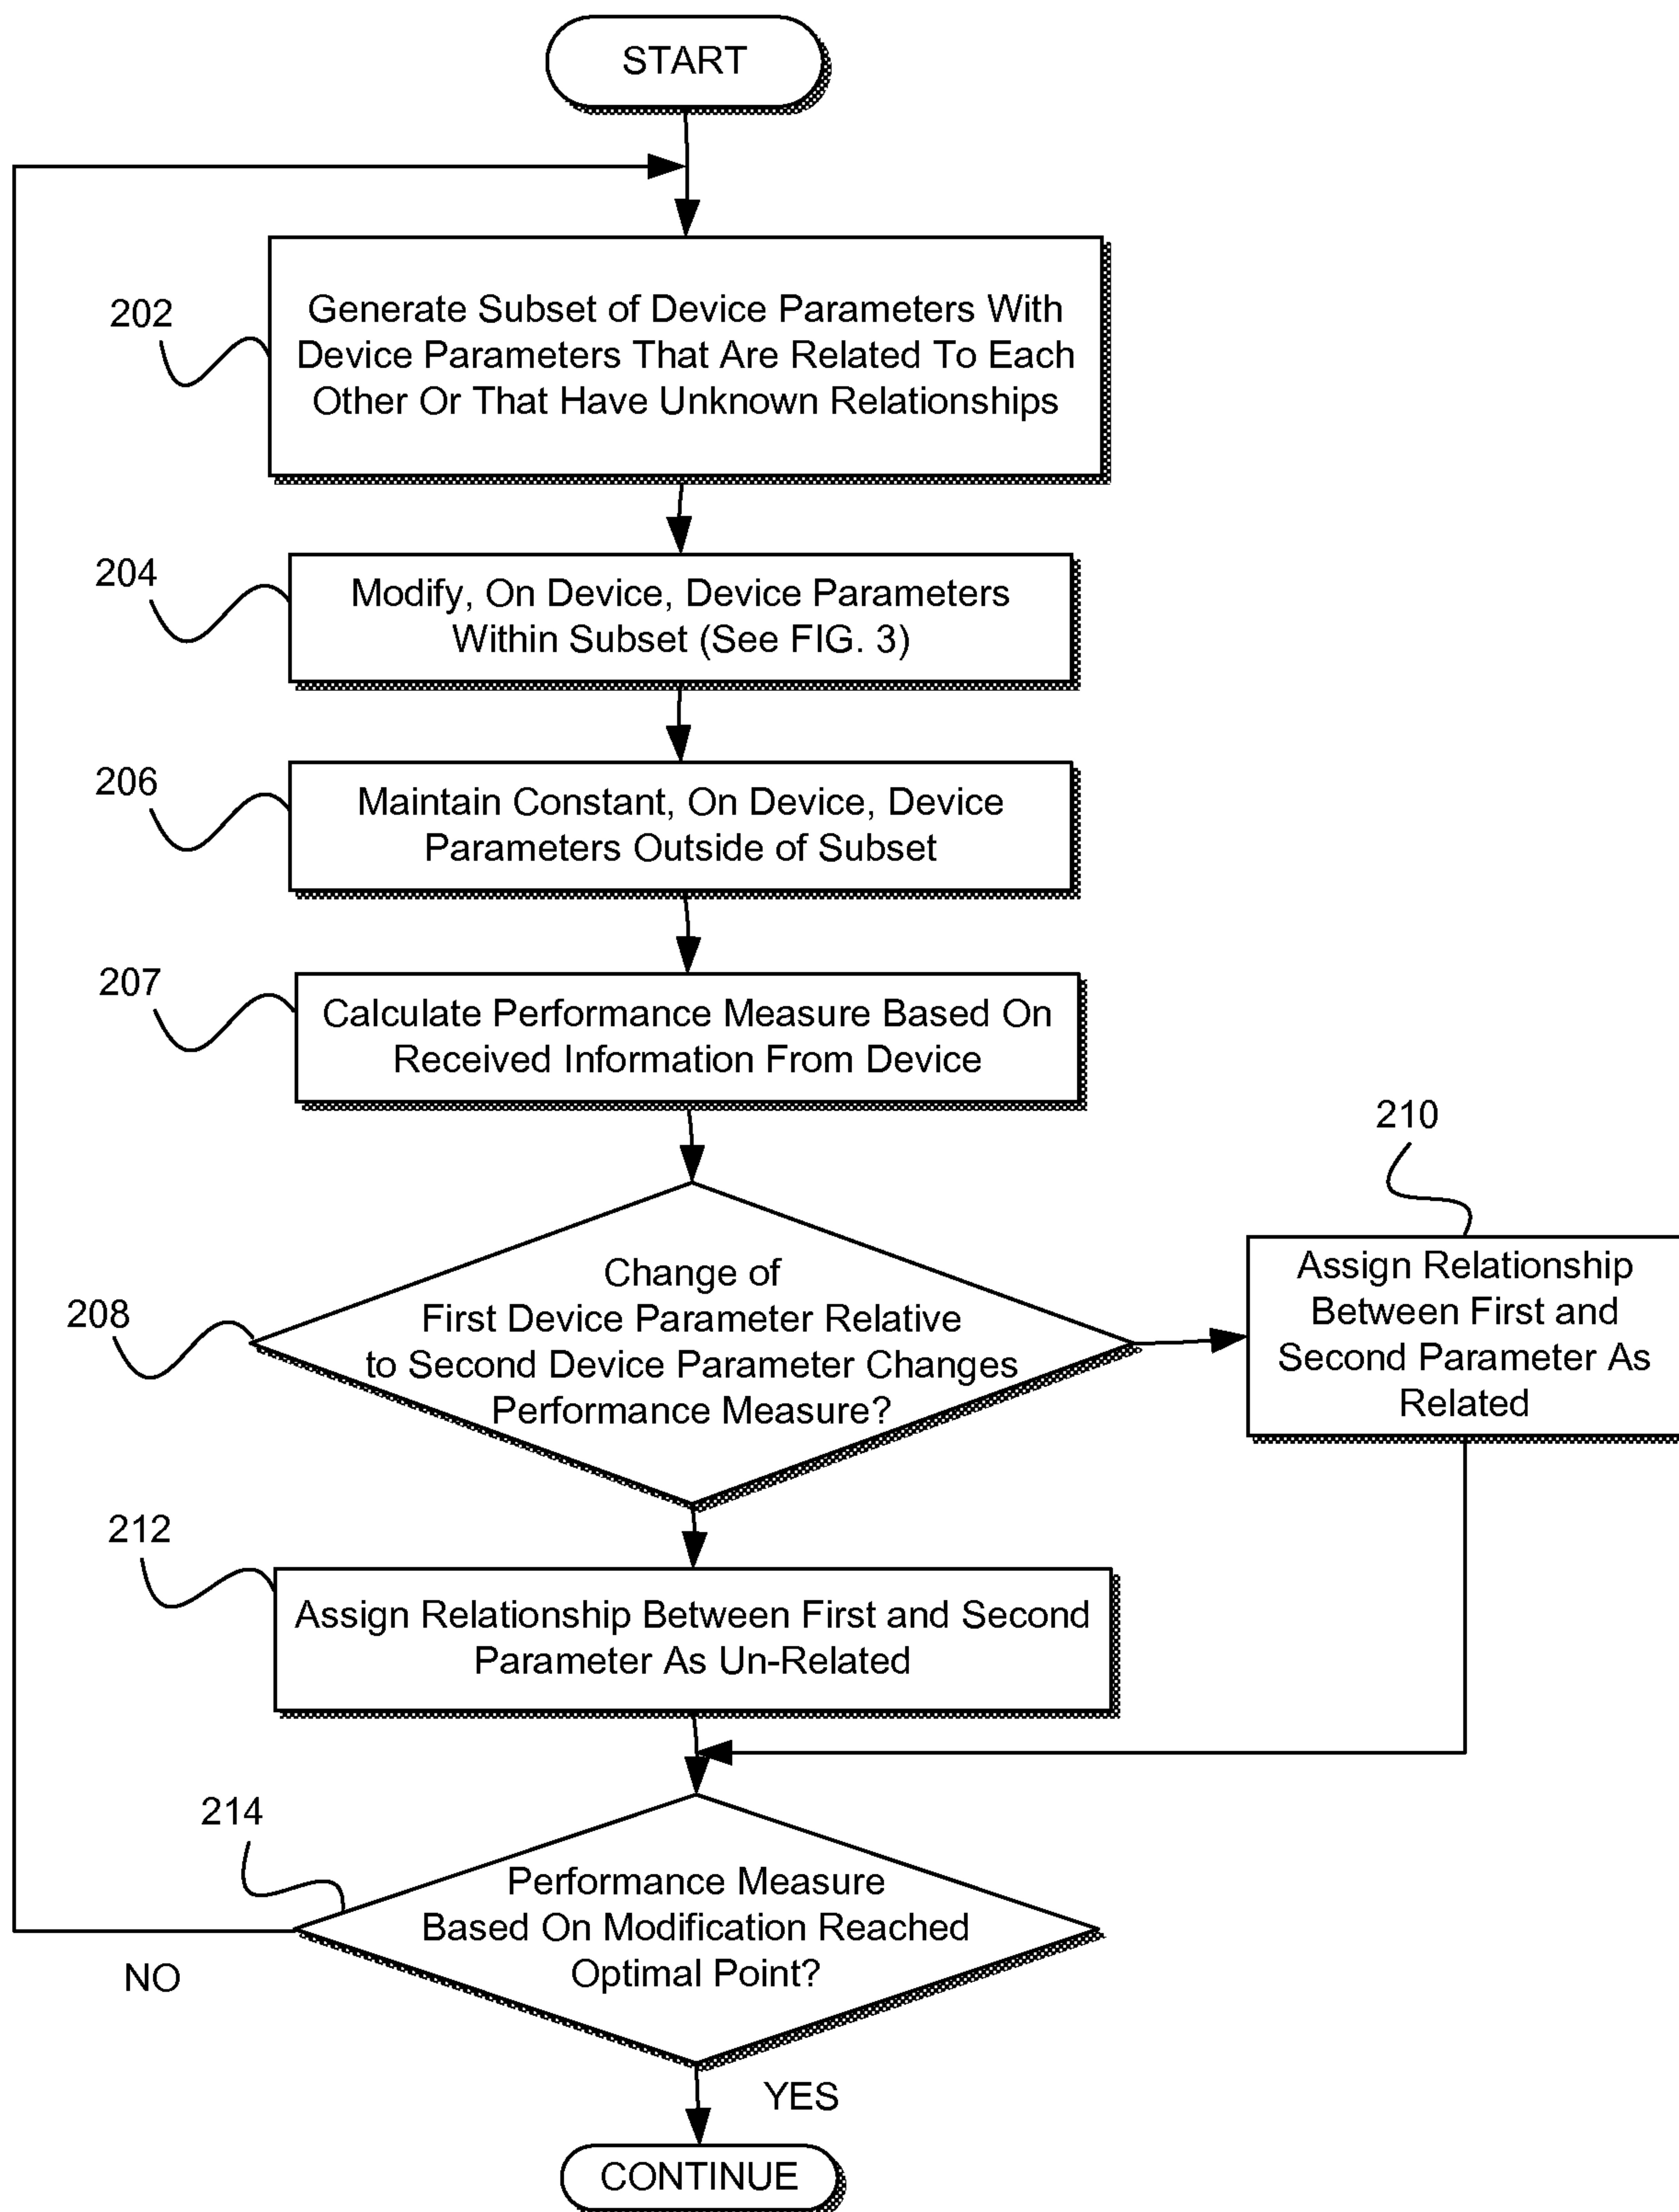 START
202
Generate Subset of Device Parameters With
Device Parameters That Are Related To Each
Other Or That Have Unknown Relationships
204
Modify, On Device, Device Parameters
Within Subset (See FIG. 3)
206
Maintain Constant, On Device, Device
Parameters Outside of Subset
207
Calculate Performance Measure Based On
Received Information From Device
208
Change of
First Device Parameter Relative
to Second Device Parameter Changes
Performance Measure?
210
Assign Relationship
Between First and
Second Parameter As
Related
212
Assign Relationship Between First and Second
Parameter As Un-Related
214
Performance Measure
Based On Modification Reached
Optimal Point?
NO
YES
CONTINUE